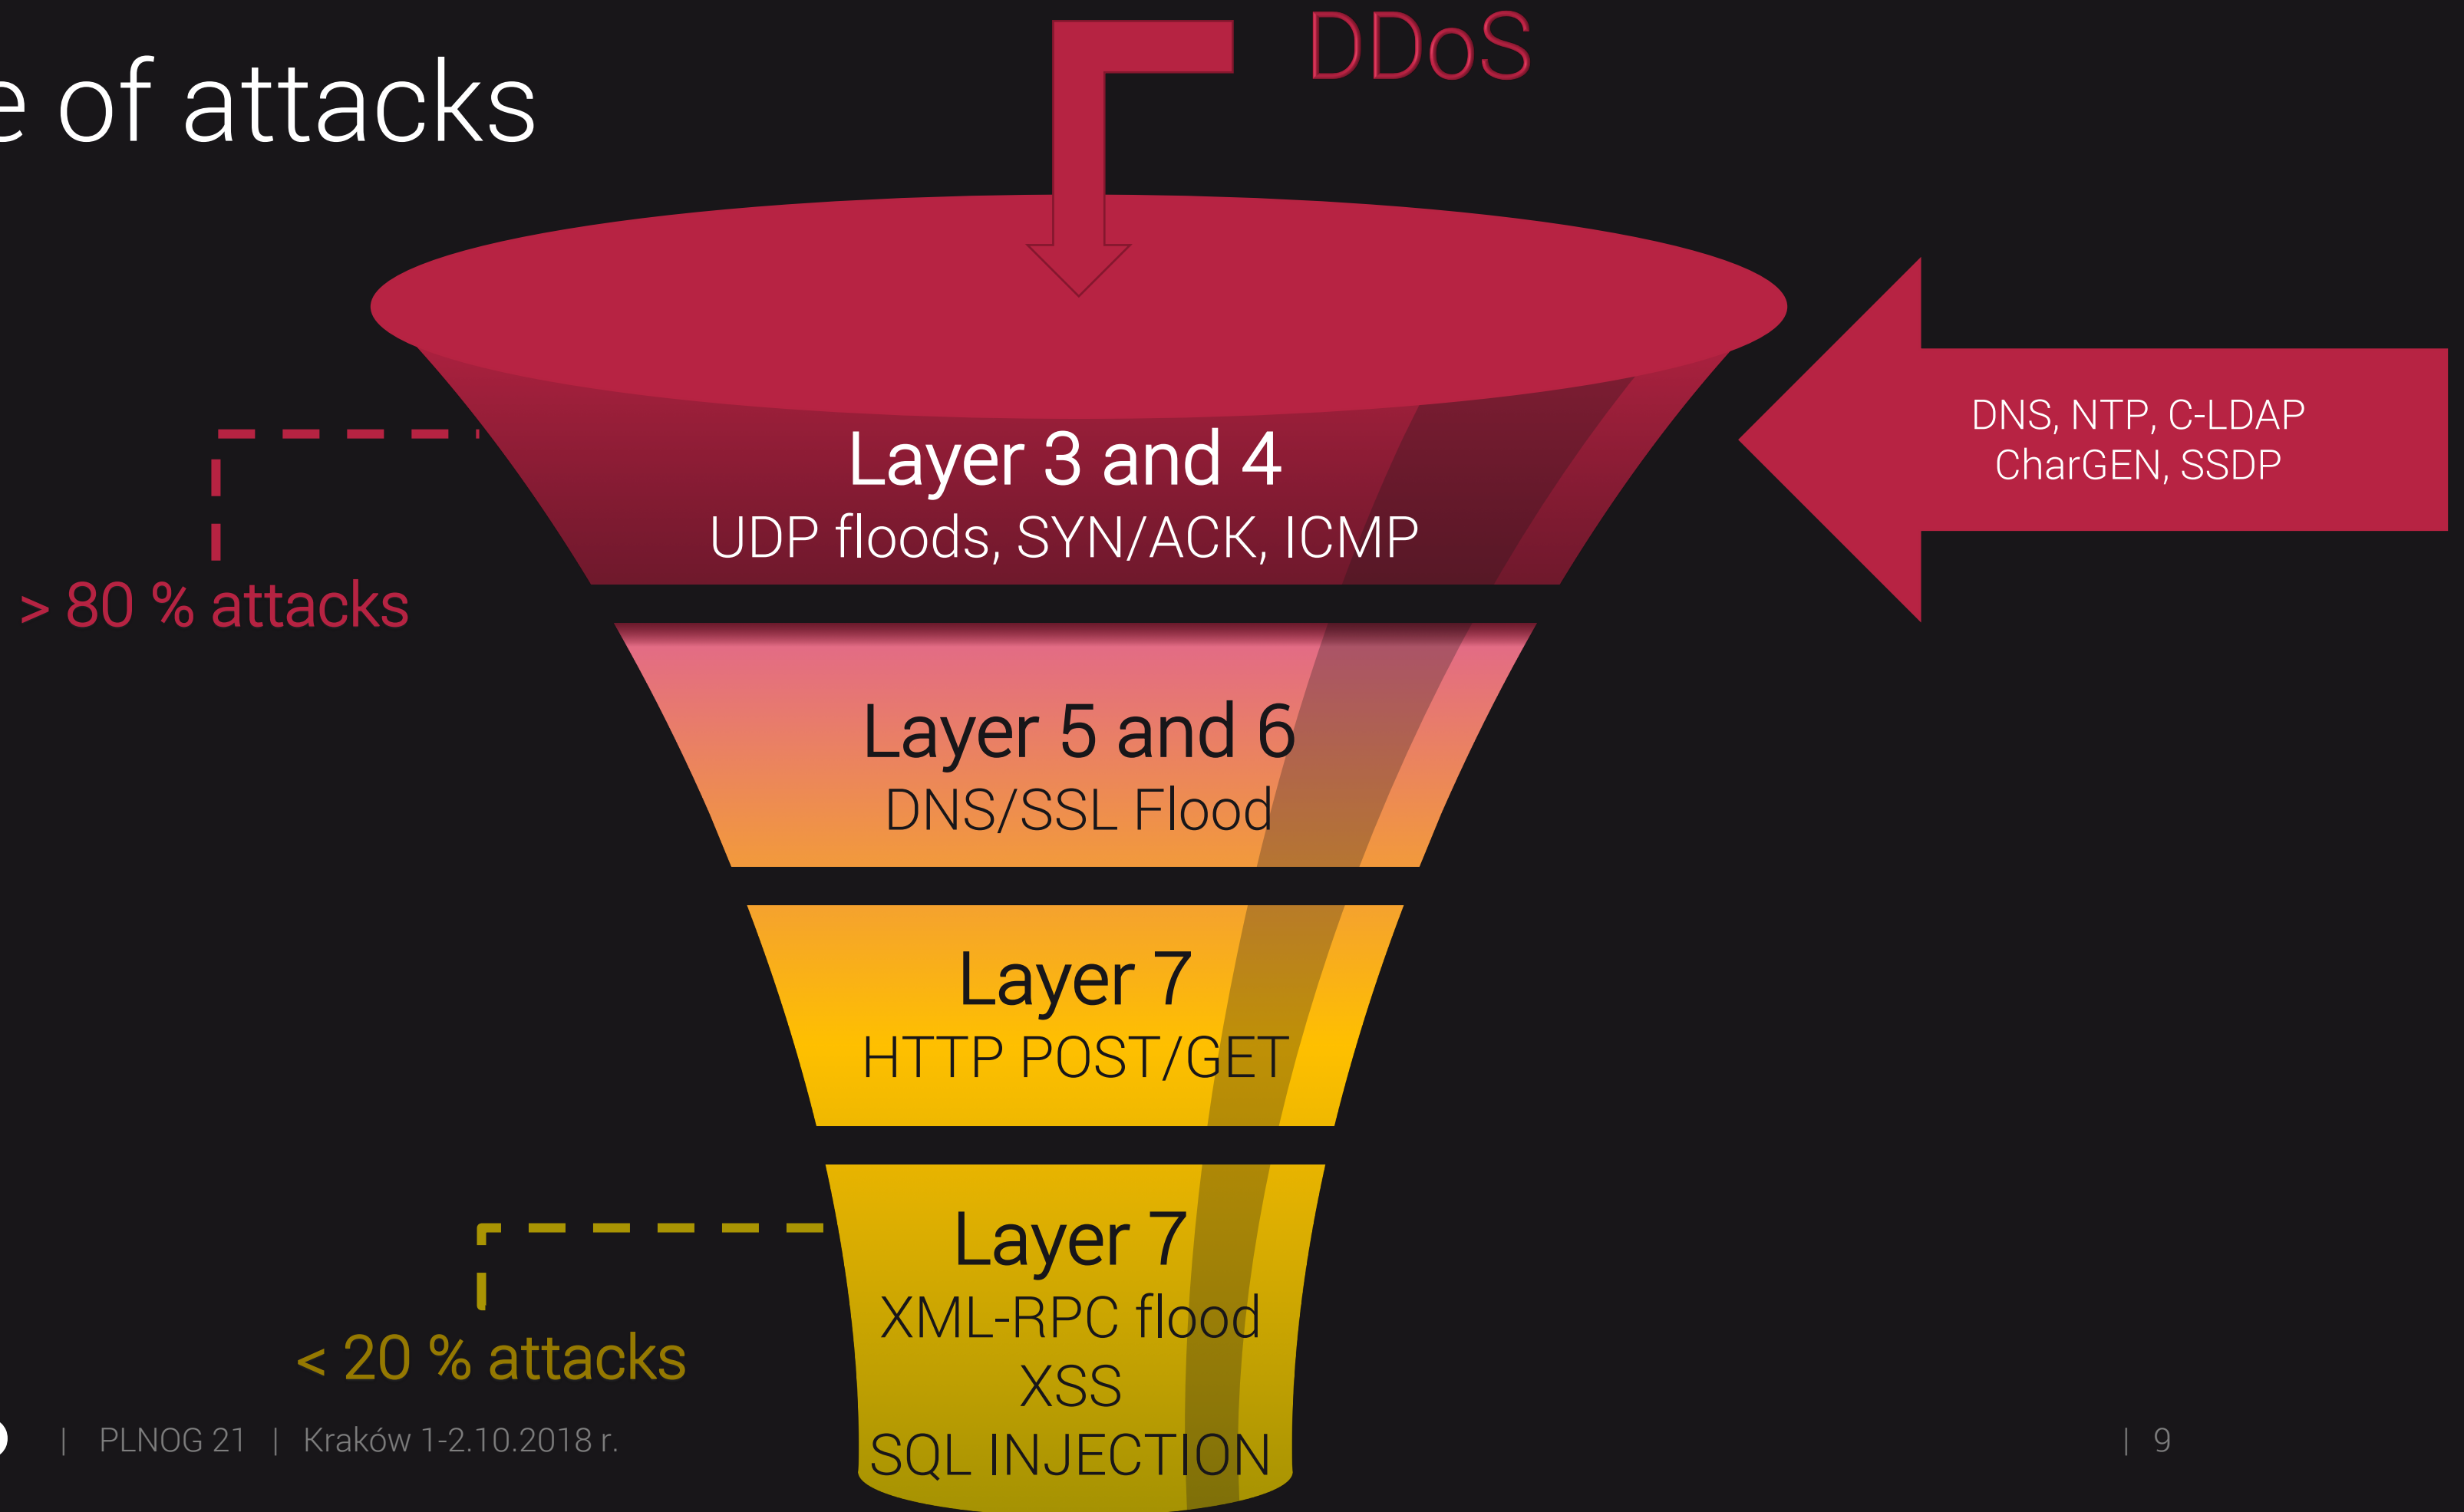 DDoS
e of attacks
DNS, NTP, C-LDAP
CharGEN, SSDP
Layer 3 and 4
UDP floods, SYN/ACK, ICMP
> 80 % attacks
Layer 5 and 6
DNS/SSL Flood
Layer 7
HTTP POST/GET
Layer 7
XML-RPC flood
XSS
SQL INJECTION
< 20 % attacks
| PLNOG 21 | Kraków 1-2.10.2018 r.
| 9